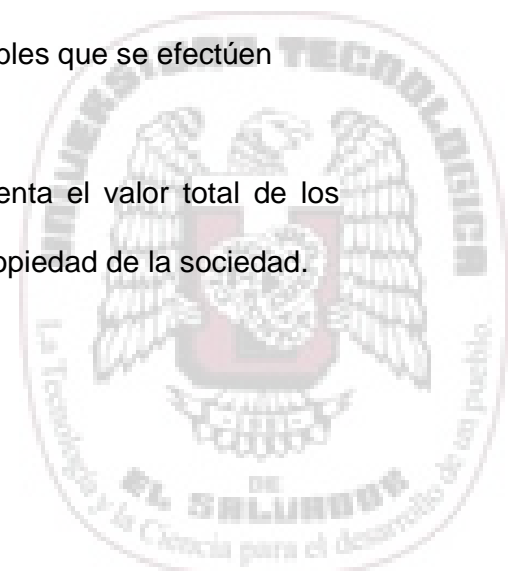 bles que se efectúen
UNIVERSIDAD TECNOLOGICA
enta el valor total de los
opiedad de la sociedad.
La Tecnología y la Ciencia para el desarrollo de un pueblo.
DE
EL SALVADOR